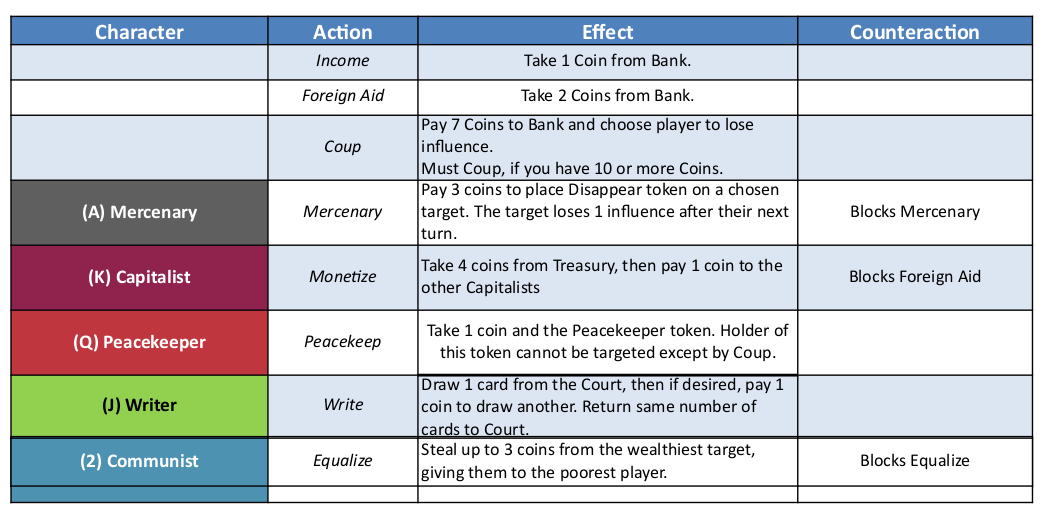 Character Action Effect Counteraction
Income Take 1 Coin from Bank.
Foreign Aid Take 2 Coins from Bank.
Coup
Pay 7 Coins to Bank and choose player to lose
influence.
Must Coup, if you have 10 or more Coins.
(A) Mercenary Mercenary
Pay 3 coins to place Disappear token on a chosen
target. The target loses 1 influence after their next
turn.
Blocks Mercenary
(K) Capitalist Monetize
Take 4 coins from Treasury, then pay 1 coin to the
other Capitalists
Blocks Foreign Aid
(Q) Peacekeeper Peacekeep
Take 1 coin and the Peacekeeper token. Holder of
this token cannot be targeted except by Coup.
(J) Writer Write
Draw 1 card from the Court, then if desired, pay 1
coin to draw another. Return same number of
cards to Court.
(2) Communist Equalize
Steal up to 3 coins from the wealthiest target,
giving them to the poorest player.
Blocks Equalize